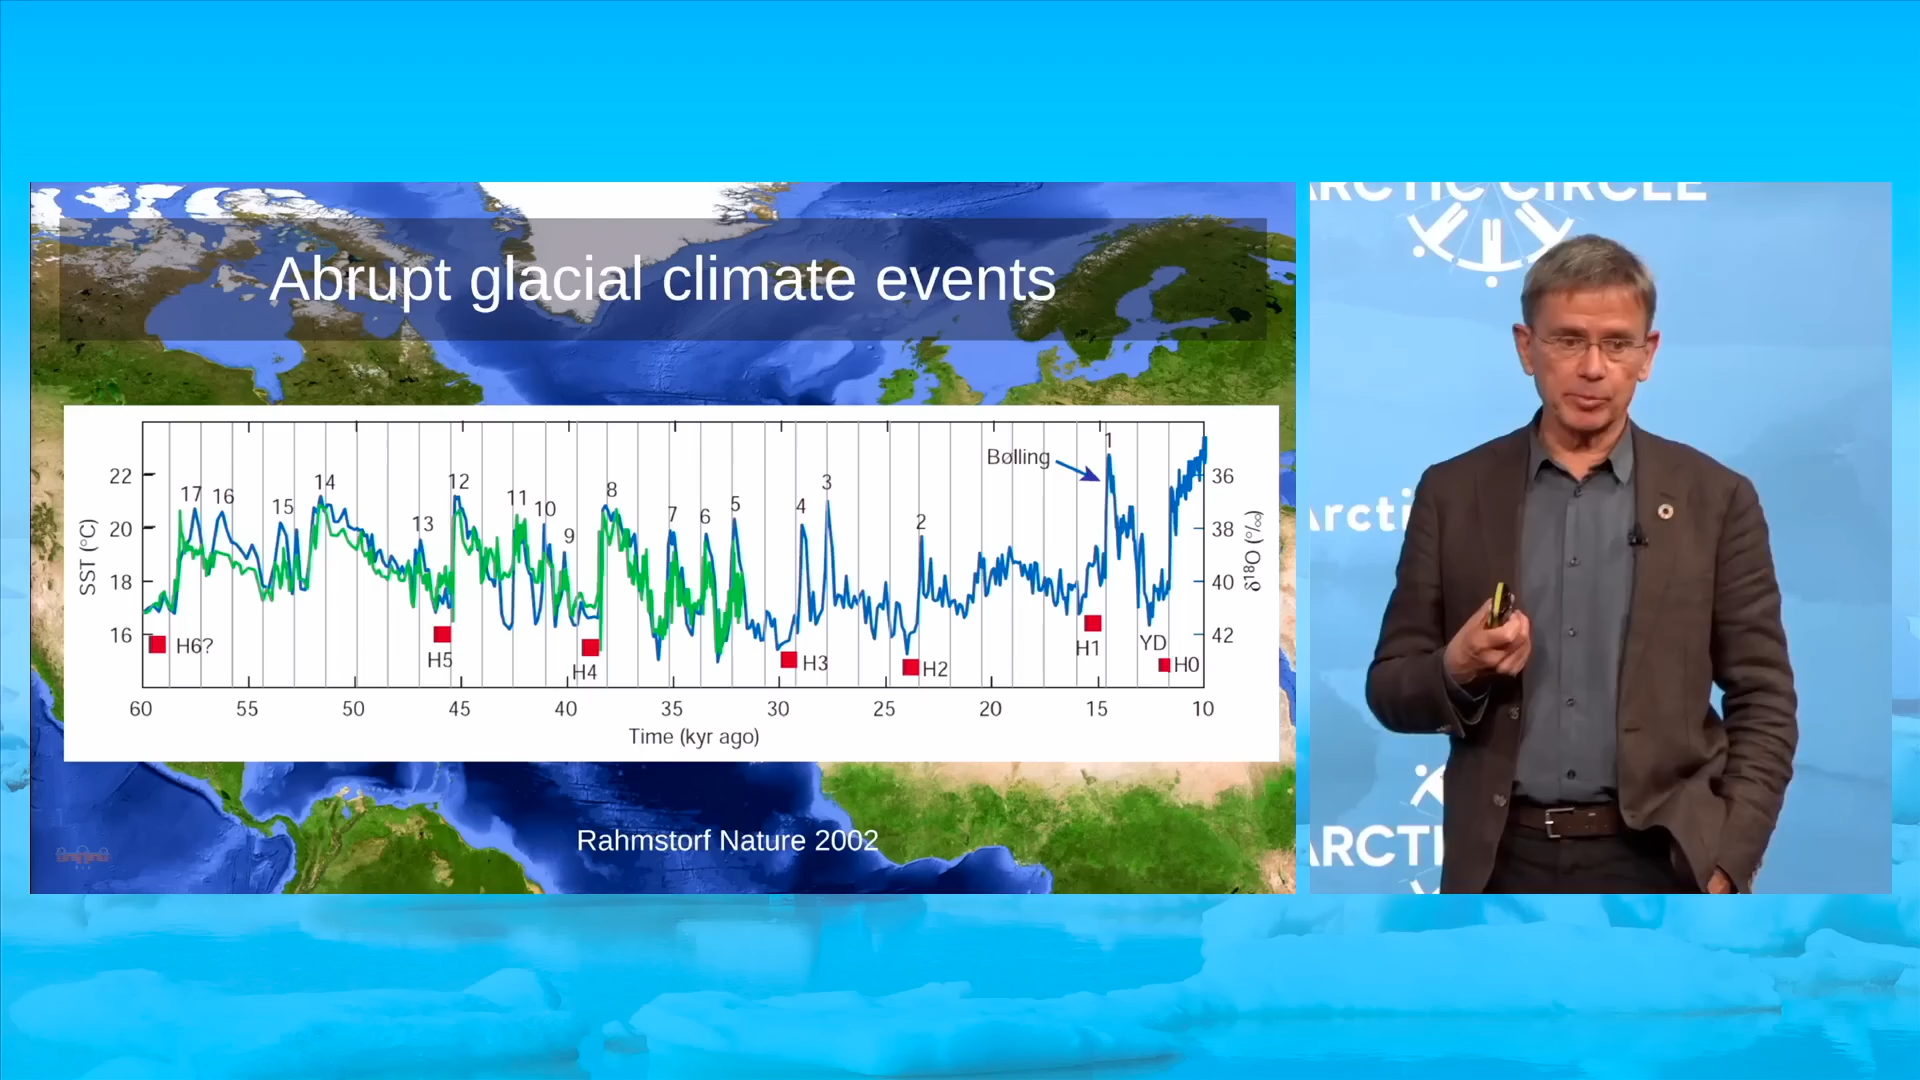 Abrupt glacial climate events
1
Bølling
3
14
12
17 16
11
8
15
10
7
5
4
13
6
2
9
22
20
18
16
SST (°C)
36
38
40
42
δ18O (°/oo)
H6?
H5
H4
H3
H2
H1
YD
H0
60 55 50 45 40 35 30 25 20 15 10
Time (kyr ago)
Rahmstorf Nature 2002
ARCTIC CIRCLE
Arcti
ARCTI